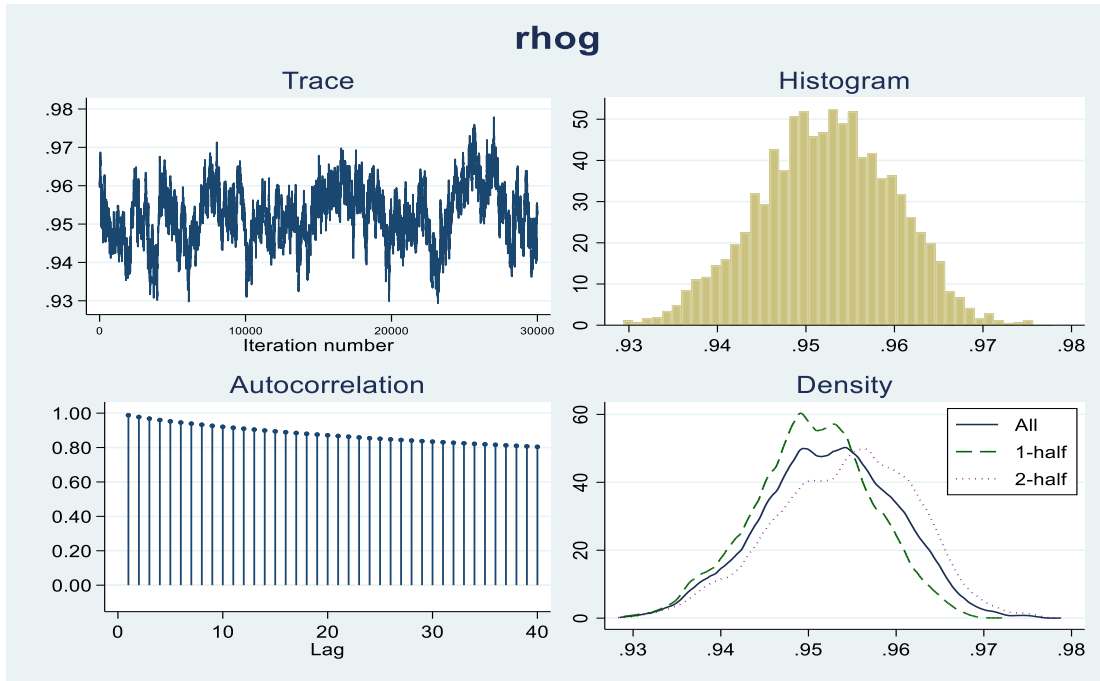 rhog
Trace
.98
.97
.96
.95
.94
.93
0 10000 20000 30000
Iteration number
Histogram
50
40
30
20
10
0
.93 .94 .95 .96 .97 .98
Autocorrelation
1.00
0.80
0.60
0.40
0.20
0.00
0 10 20 30 40
Lag
Density
60
40
20
0
.93 .94 .95 .96 .97 .98
All
1-half
2-half